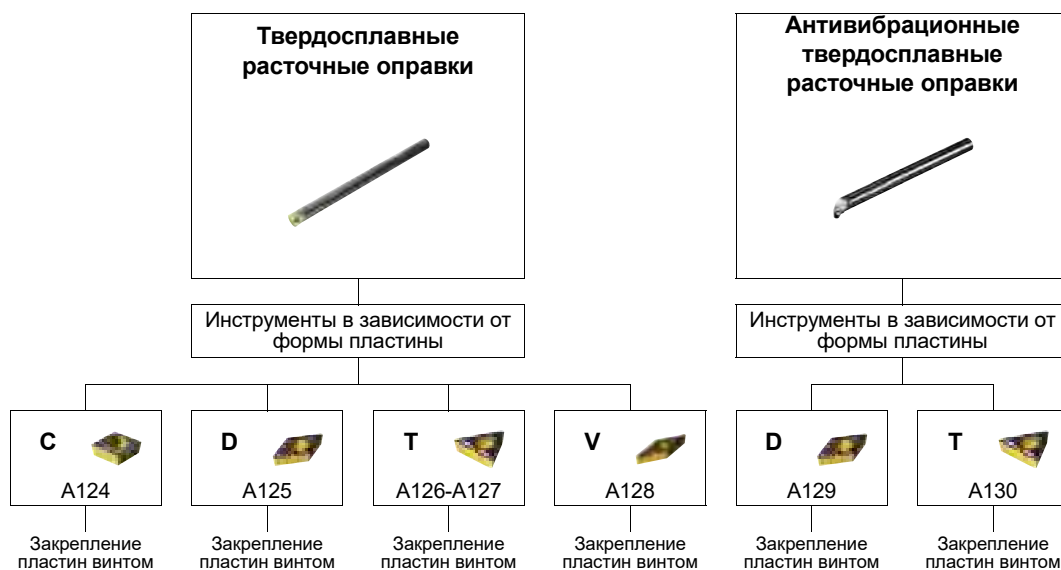 Твердосплавные
расточные оправки
Антивибрационные
твердосплавные
расточные оправки
Инструменты в зависимости от
формы пластины
Инструменты в зависимости от
формы пластины
C
A124
D
A125
T
A126-A127
V
A128
D
A129
T
A130
Закрепление
пластин винтом
Закрепление
пластин винтом
Закрепление
пластин винтом
Закрепление
пластин винтом
Закрепление
пластин винтом
Закрепление
пластин винтом